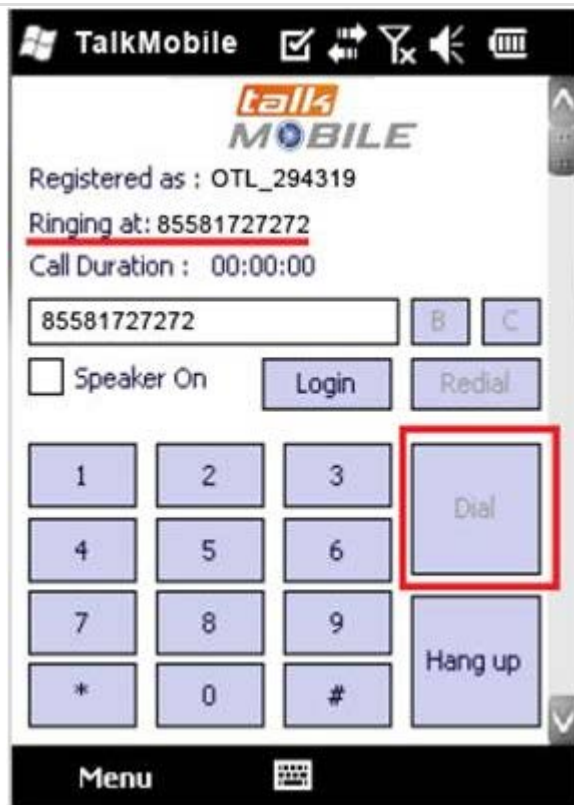 TalkMobile
talk
MOBILE
Registered as : OTL_294319
Ringing at: 85581727272
Call Duration : 00:00:00
85581727272 B C
Speaker On Login Redial
1 2 3 Dial
4 5 6
7 8 9 Hang up
* 0 #
Menu